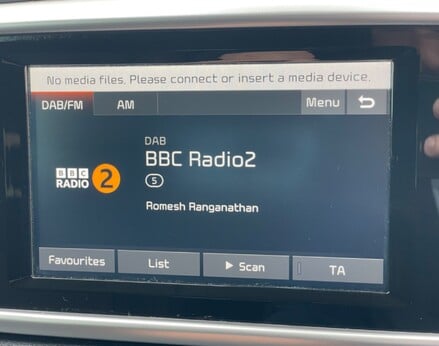 No media files. Please connect or insert a media device.
DAB/FM AM Menu
DAB
BBC Radio2
BBC
RADIO 2
5
Romesh Ranganathan
Favourites List Scan TA